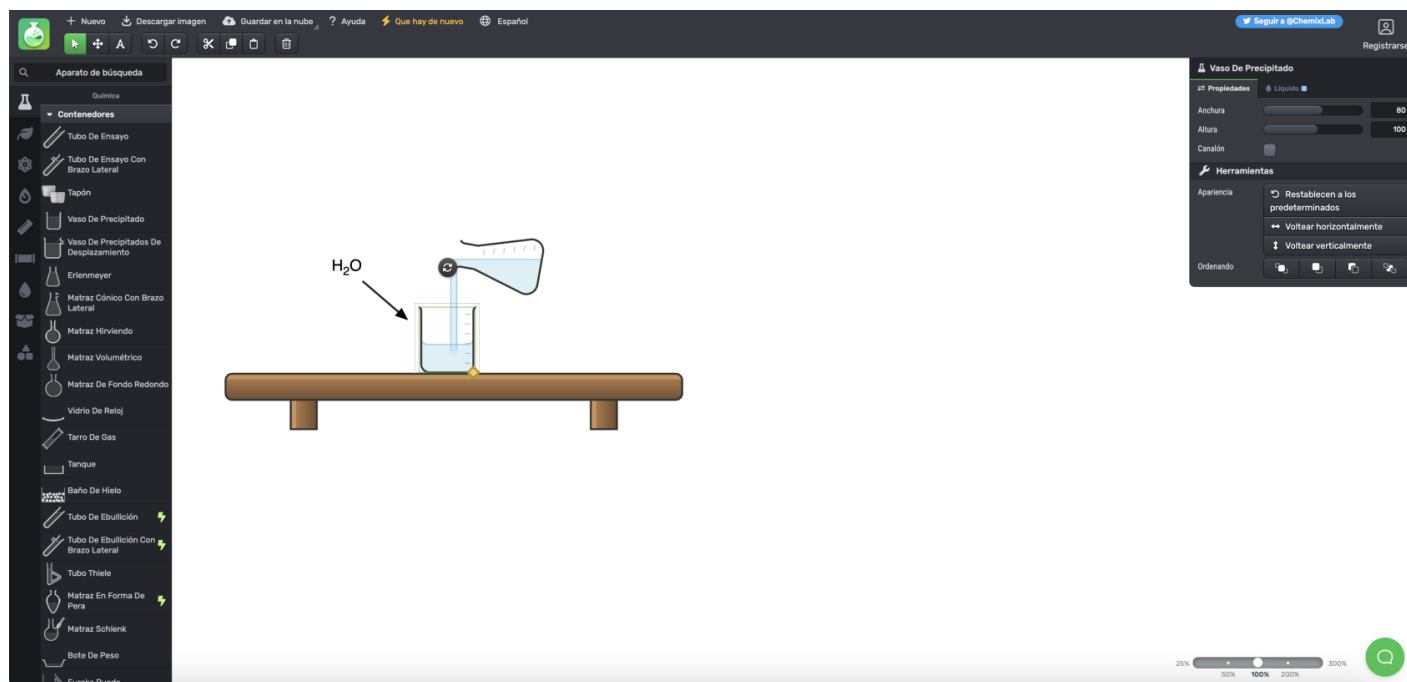 Nuevo
Descargar imagen
Guardar en la nube
? Ayuda
Que hay de nuevo
Español
Seguir a @ChemixLab
Registrarse
A
Aparato de búsqueda
Química
Contenedores
Tubo De Ensayo
Tubo De Ensayo Con
Brazo Lateral
Tapón
Vaso De Precipitado
Vaso De Precipitados De
Desplazamiento
Erlenmeyer
Matraz Cónico Con Brazo
Lateral
Matraz Hirviendo
Matraz Volumétrico
Matraz De Fondo Redondo
Vidrio De Reloj
Tarro De Gas
Tanque
Baño De Hielo
Tubo De Ebullición
Tubo De Ebullición Con
Brazo Lateral
Tubo Thiele
Matraz En Forma De
Pera
Matraz Schlenk
Bote De Peso
H₂O
Vaso De Precipitado
Propiedades
Líquido
Anchura 80
Altura 100
Canalón
Herramientas
Apariencia
Restablecen a los
predeterminados
Voltear horizontalmente
Voltear verticalmente
Ordenando
25% 300%
50% 100% 200%